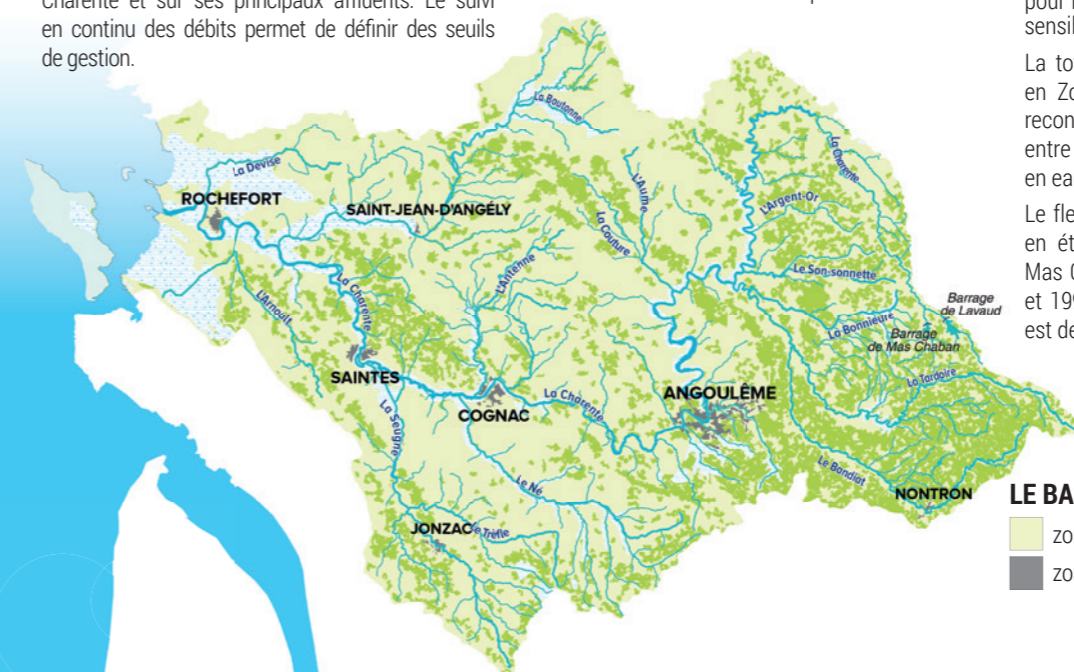 Charente et sur ses principaux affluents. Le suivi
en continu des débits permet de définir des seuils
de gestion.
pour
sensi
La to
en Zo
recon
entre
en ea
Le fle
en ét
Mas
et 199
est de
La Boutonne
La Devise
ROCHEFORT
SAINT-JEAN-D'ANGÉLY
L'Aume
La Charente
L'Argent-Or
La Couture
L'Antenne
Le Son-sonnette
La Charente
L'Arnoult
Barrage
de Lavaud
La Bonnieure
Barrage
de Mas Chaban
La Tardoire
SAINTES
COGNAC
La Charente
ANGOULÊME
La Seugne
Le Bandiat
Le Né
NONTRON
JONZAC
Le Trèfle
LE BA
zo
zo